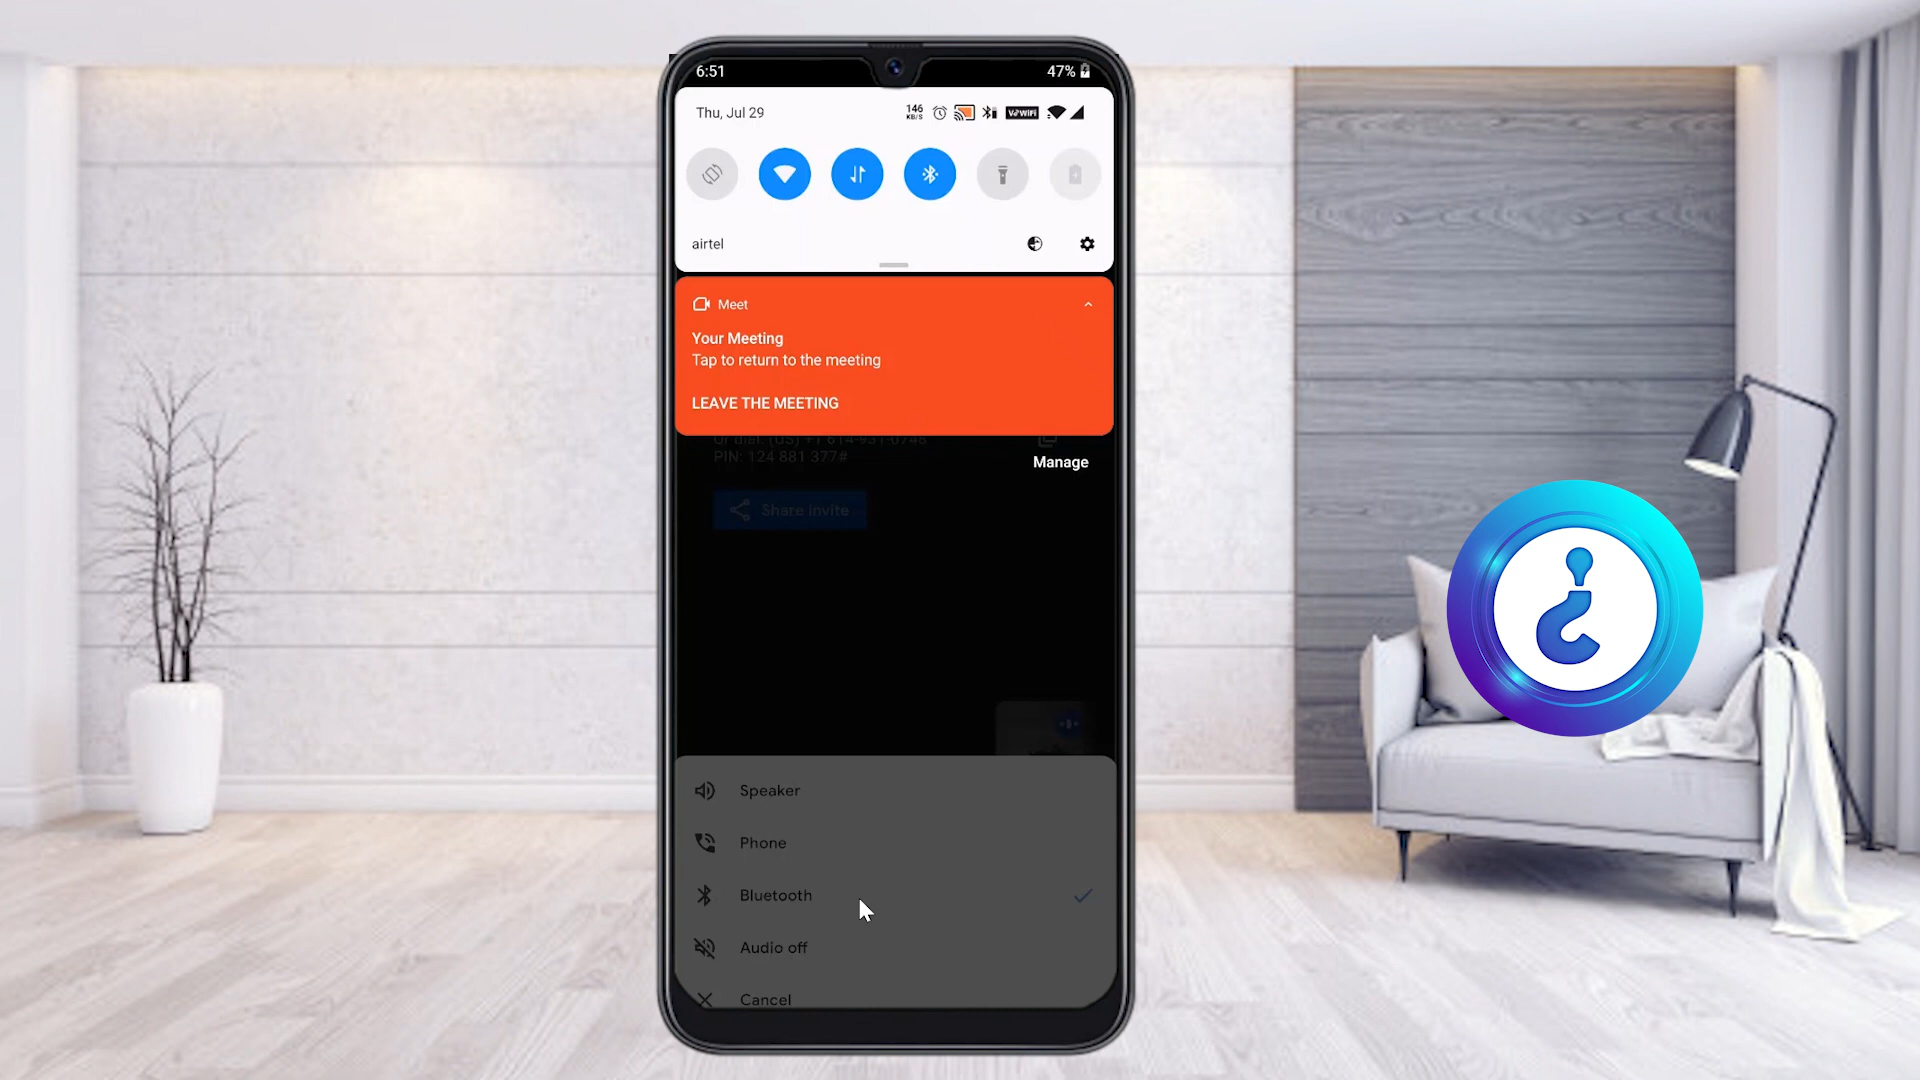 6:51
47%
Thu, Jul 29
146
KB/S
Vo WiFi
airtel
Meet
Your Meeting
Tap to return to the meeting
LEAVE THE MEETING
Or dial: (US) +1 614-931-0748
PIN: 124 881 377#
Manage
Share invite
Speaker
Phone
Bluetooth
Audio off
Cancel